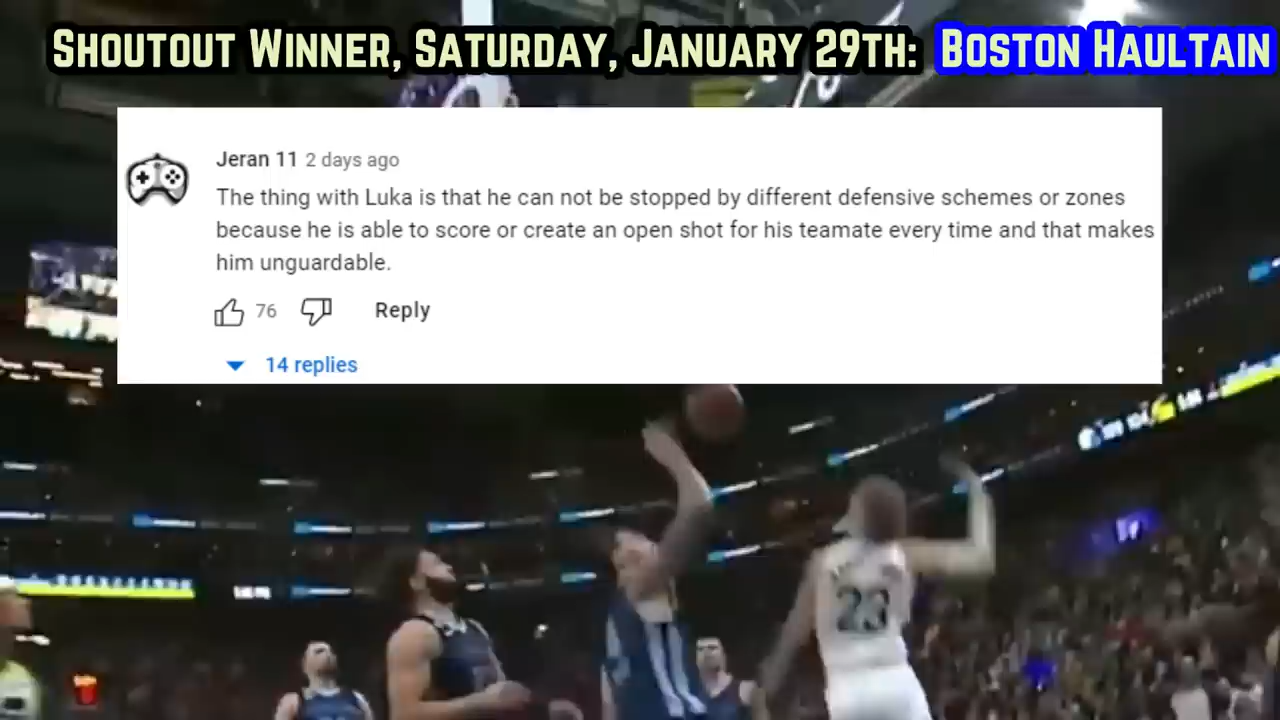 Shoutout Winner, Saturday, January 29th: Boston Haultain
Jeran 11 2 days ago
The thing with Luka is that he can not be stopped by different defensive schemes or zones
because he is able to score or create an open shot for his teamate every time and that makes
him unguardable.
76 Reply
14 replies
23